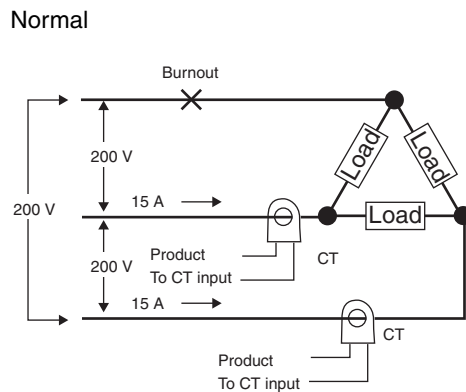 Normal
Burnout
200 V
Load
Load
15 A
200 V
Load
Product
CT
To CT input
200 V
15 A
CT
Product
To CT input